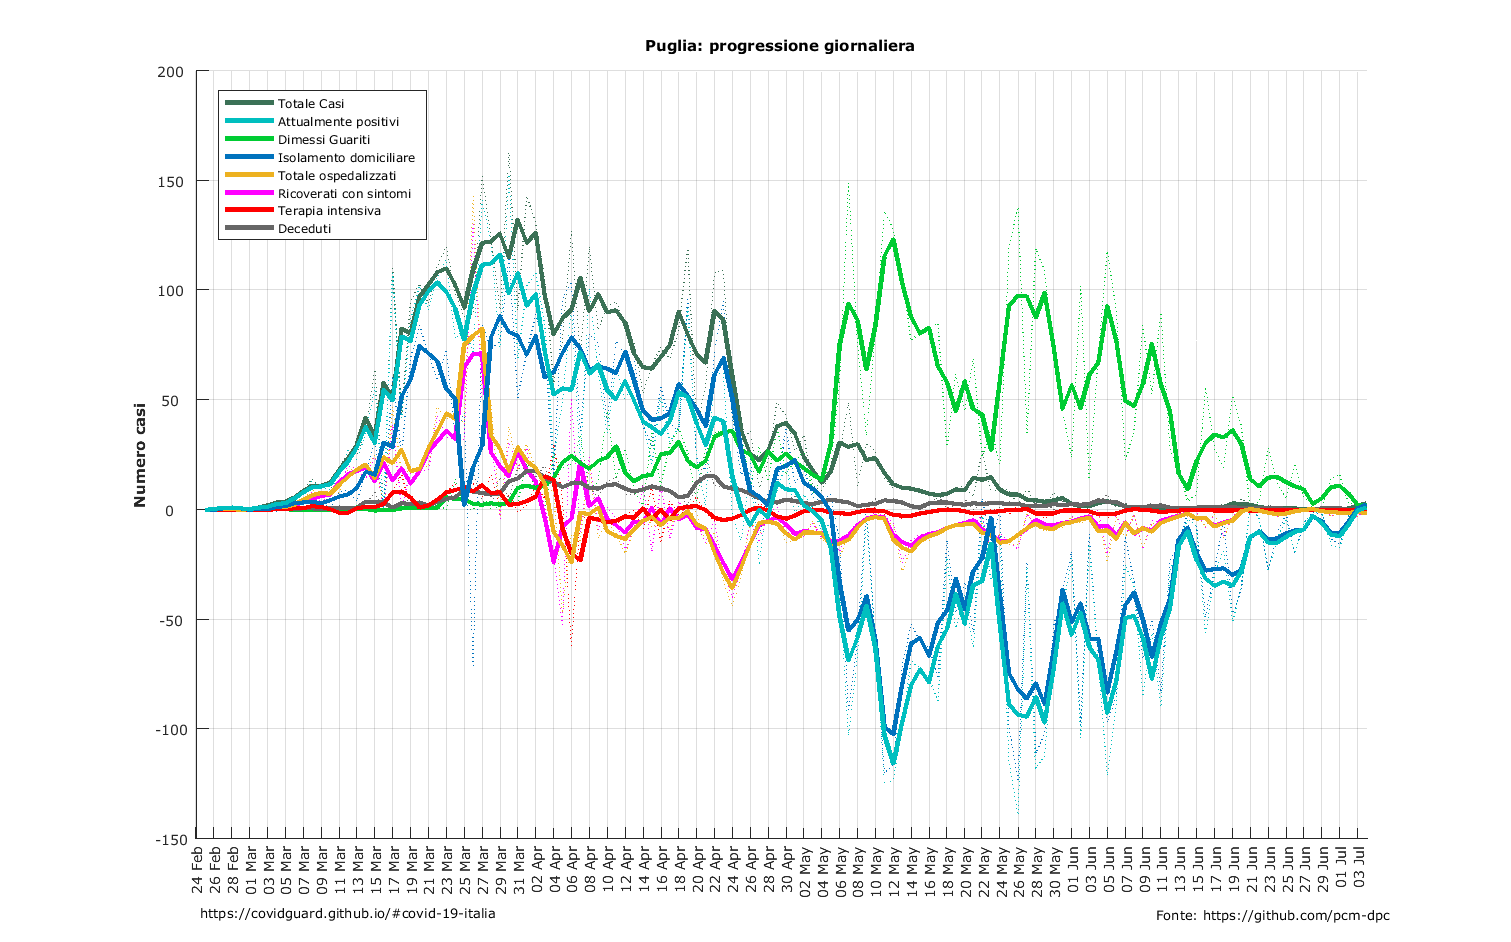 Puglia: progressione giornaliera
Numero casi
200
150
100
50
0
-50
-100
-150
Totale Casi
Attualmente positivi
Dimessi Guariti
Isolamento domiciliare
Totale ospedalizzati
Ricoverati con sintomi
Terapia intensiva
Deceduti
24 Feb
26 Feb
28 Feb
01 Mar
03 Mar
05 Mar
07 Mar
09 Mar
11 Mar
13 Mar
15 Mar
17 Mar
19 Mar
21 Mar
23 Mar
25 Mar
27 Mar
29 Mar
31 Mar
02 Apr
04 Apr
06 Apr
08 Apr
10 Apr
12 Apr
14 Apr
16 Apr
18 Apr
20 Apr
22 Apr
24 Apr
26 Apr
28 Apr
30 Apr
02 May
04 May
06 May
08 May
10 May
12 May
14 May
16 May
18 May
20 May
22 May
24 May
26 May
28 May
30 May
01 Jun
03 Jun
05 Jun
07 Jun
09 Jun
11 Jun
13 Jun
15 Jun
17 Jun
19 Jun
21 Jun
23 Jun
25 Jun
27 Jun
29 Jun
01 Jul
03 Jul
https://covidguard.github.io/#covid-19-italia
Fonte: https://github.com/pcm-dpc